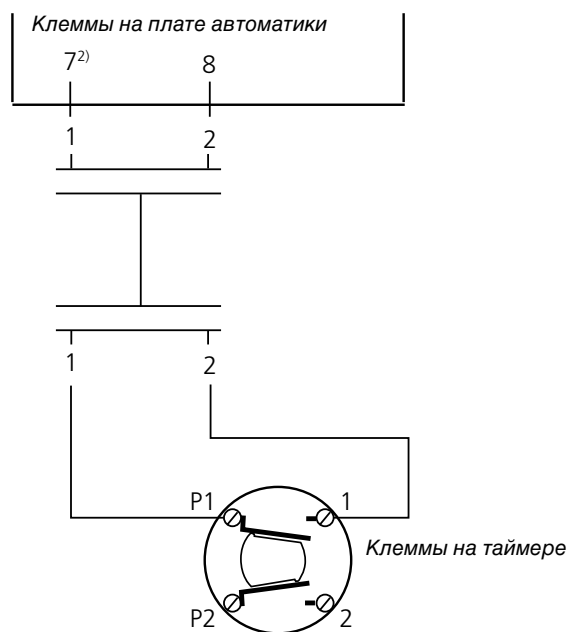 Клеммы на плате автоматики
7²⁾ 8
1 2
1 2
P1 1
Клеммы на таймере
P2 2